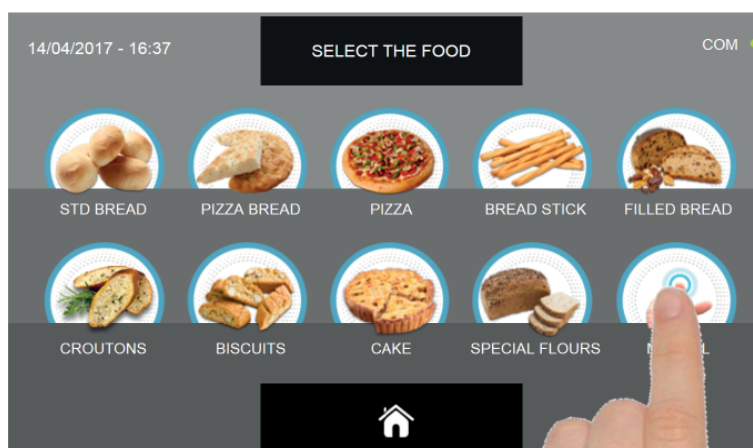 14/04/2017 - 16:37
SELECT THE FOOD
COM
STD BREAD
PIZZA BREAD
PIZZA
BREAD STICK
FILLED BREAD
CROUTONS
BISCUITS
CAKE
SPECIAL FLOURS